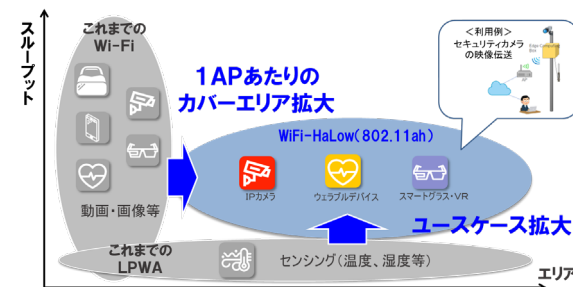 スループット
これまでの
Wi-Fi
動画・画像等
1APあたりの
カバーエリア拡大
<利用例>
セキュリティカメラ
の映像伝送
WiFi-HaLow(802.11ah)
IPカメラ
ウェラブルデバイス
スマートグラス・VR
ユースケース拡大
これまでの
LPWA
センシング(温度、湿度等)
エリア